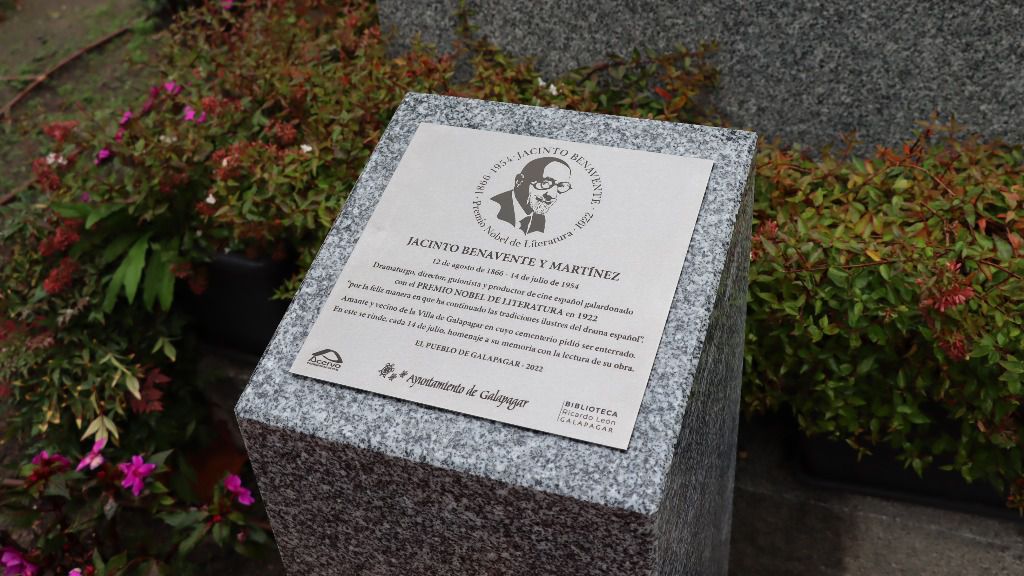 ·1866 1954·JACINTO BENAVENTE·
Premio Nobel de Literatura 1922
JACINTO BENAVENTE Y MARTÍNEZ
12 de agosto de 1866 - 14 de julio de 1954
Dramaturgo, director, guionista y productor de cine español galardonado
con el PREMIO NOBEL DE LITERATURA en 1922
"por la feliz manera en que ha continuado las tradiciones ilustres del drama español".
Amante y vecino de la Villa de Galapagar en cuyo cementerio pidió ser enterrado.
En este se rinde, cada 14 de julio, homenaje a su memoria con la lectura de su obra.
EL PUEBLO DE GALAPAGAR - 2022
Ayuntamiento de Galapagar
BIBLIOTECA
Ricardo León
GALAPAGAR